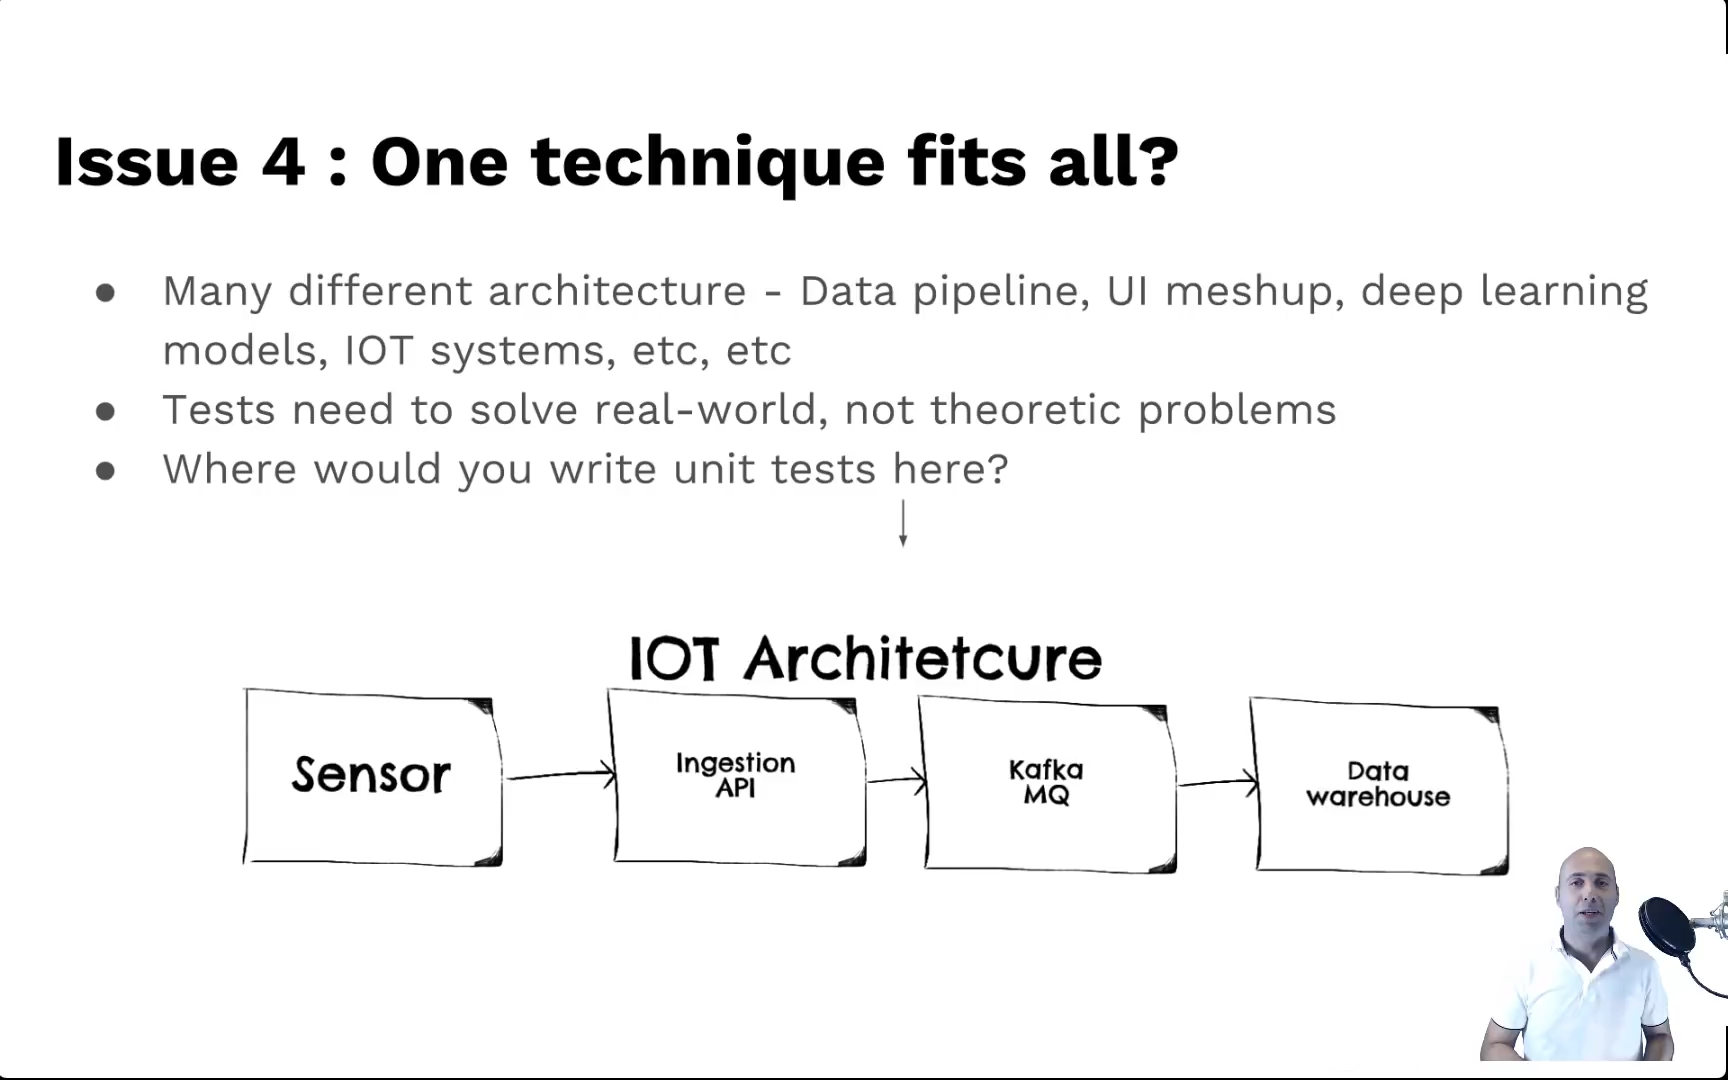 Issue 4 : One technique fits all?
● Many different architecture - Data pipeline, UI meshup, deep learning
models, IOT systems, etc, etc
● Tests need to solve real-world, not theoretic problems
● Where would you write unit tests here?
IOT Architetcure
Sensor
Ingestion
API
Kafka
MQ
Data
warehouse